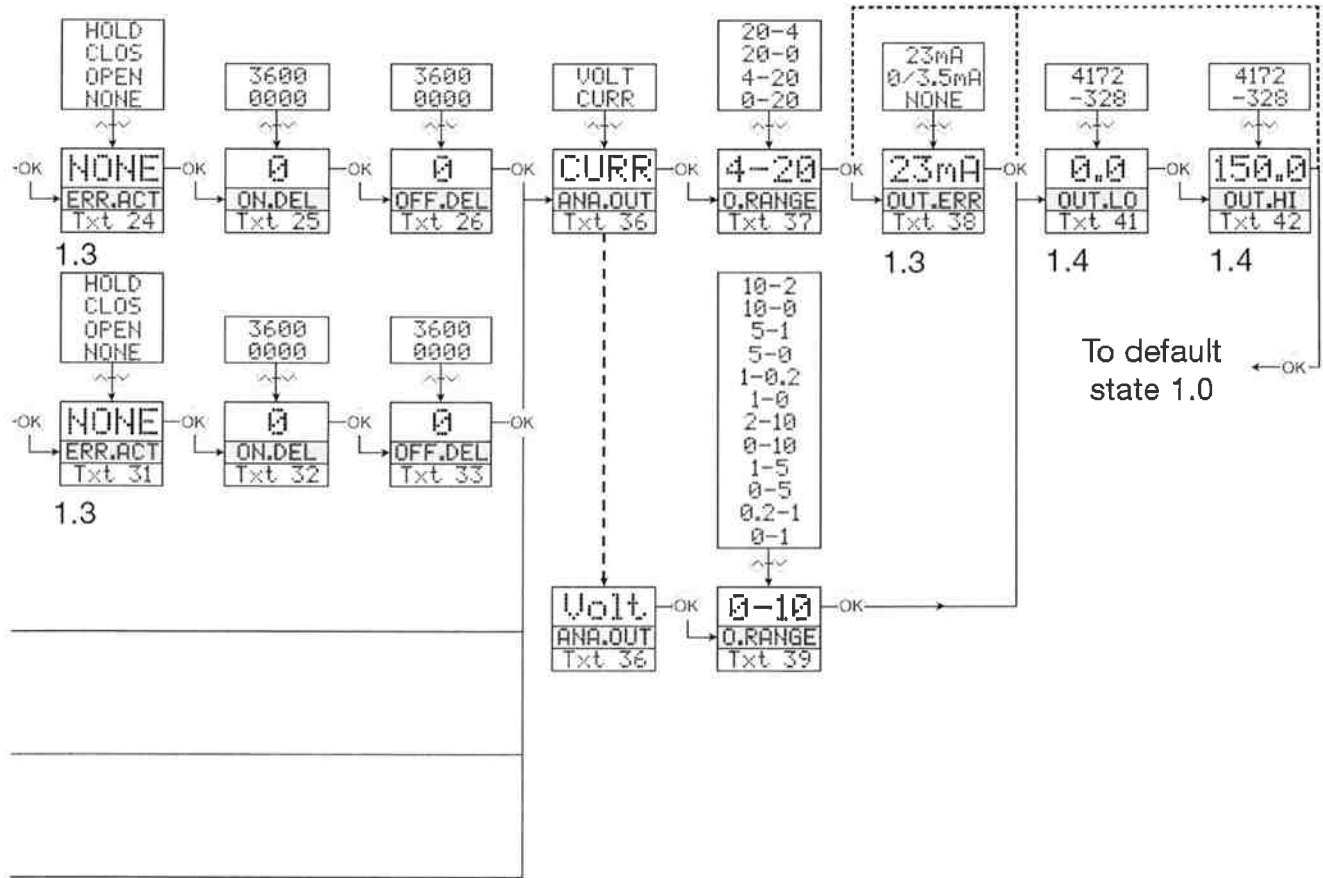 HOLD
CLOS
OPEN
NONE
OK
NONE
ERR.ACT
Txt 24
1.3
3600
0000
OK
0
ON.DEL
Txt 25
3600
0000
OK
0
OFF.DEL
Txt 26
OK
VOLT
CURR
CURR
ANA.OUT
Txt 36
OK
20-4
20-0
4-20
0-20
4-20
O.RANGE
Txt 37
OK
23mA
0/3.5mA
NONE
23mA
OUT.ERR
Txt 38
1.3
OK
4172
-328
0.0
OUT.LO
Txt 41
1.4
OK
4172
-328
150.0
OUT.HI
Txt 42
1.4
HOLD
CLOS
OPEN
NONE
OK
NONE
ERR.ACT
Txt 31
1.3
OK
3600
0000
0
ON.DEL
Txt 32
OK
3600
0000
0
OFF.DEL
Txt 33
OK
10-2
10-0
5-1
5-0
1-0.2
1-0
2-10
0-10
1-5
0-5
0.2-1
0-1
Volt
ANA.OUT
Txt 36
OK
0-10
O.RANGE
Txt 39
OK
To default
state 1.0
OK